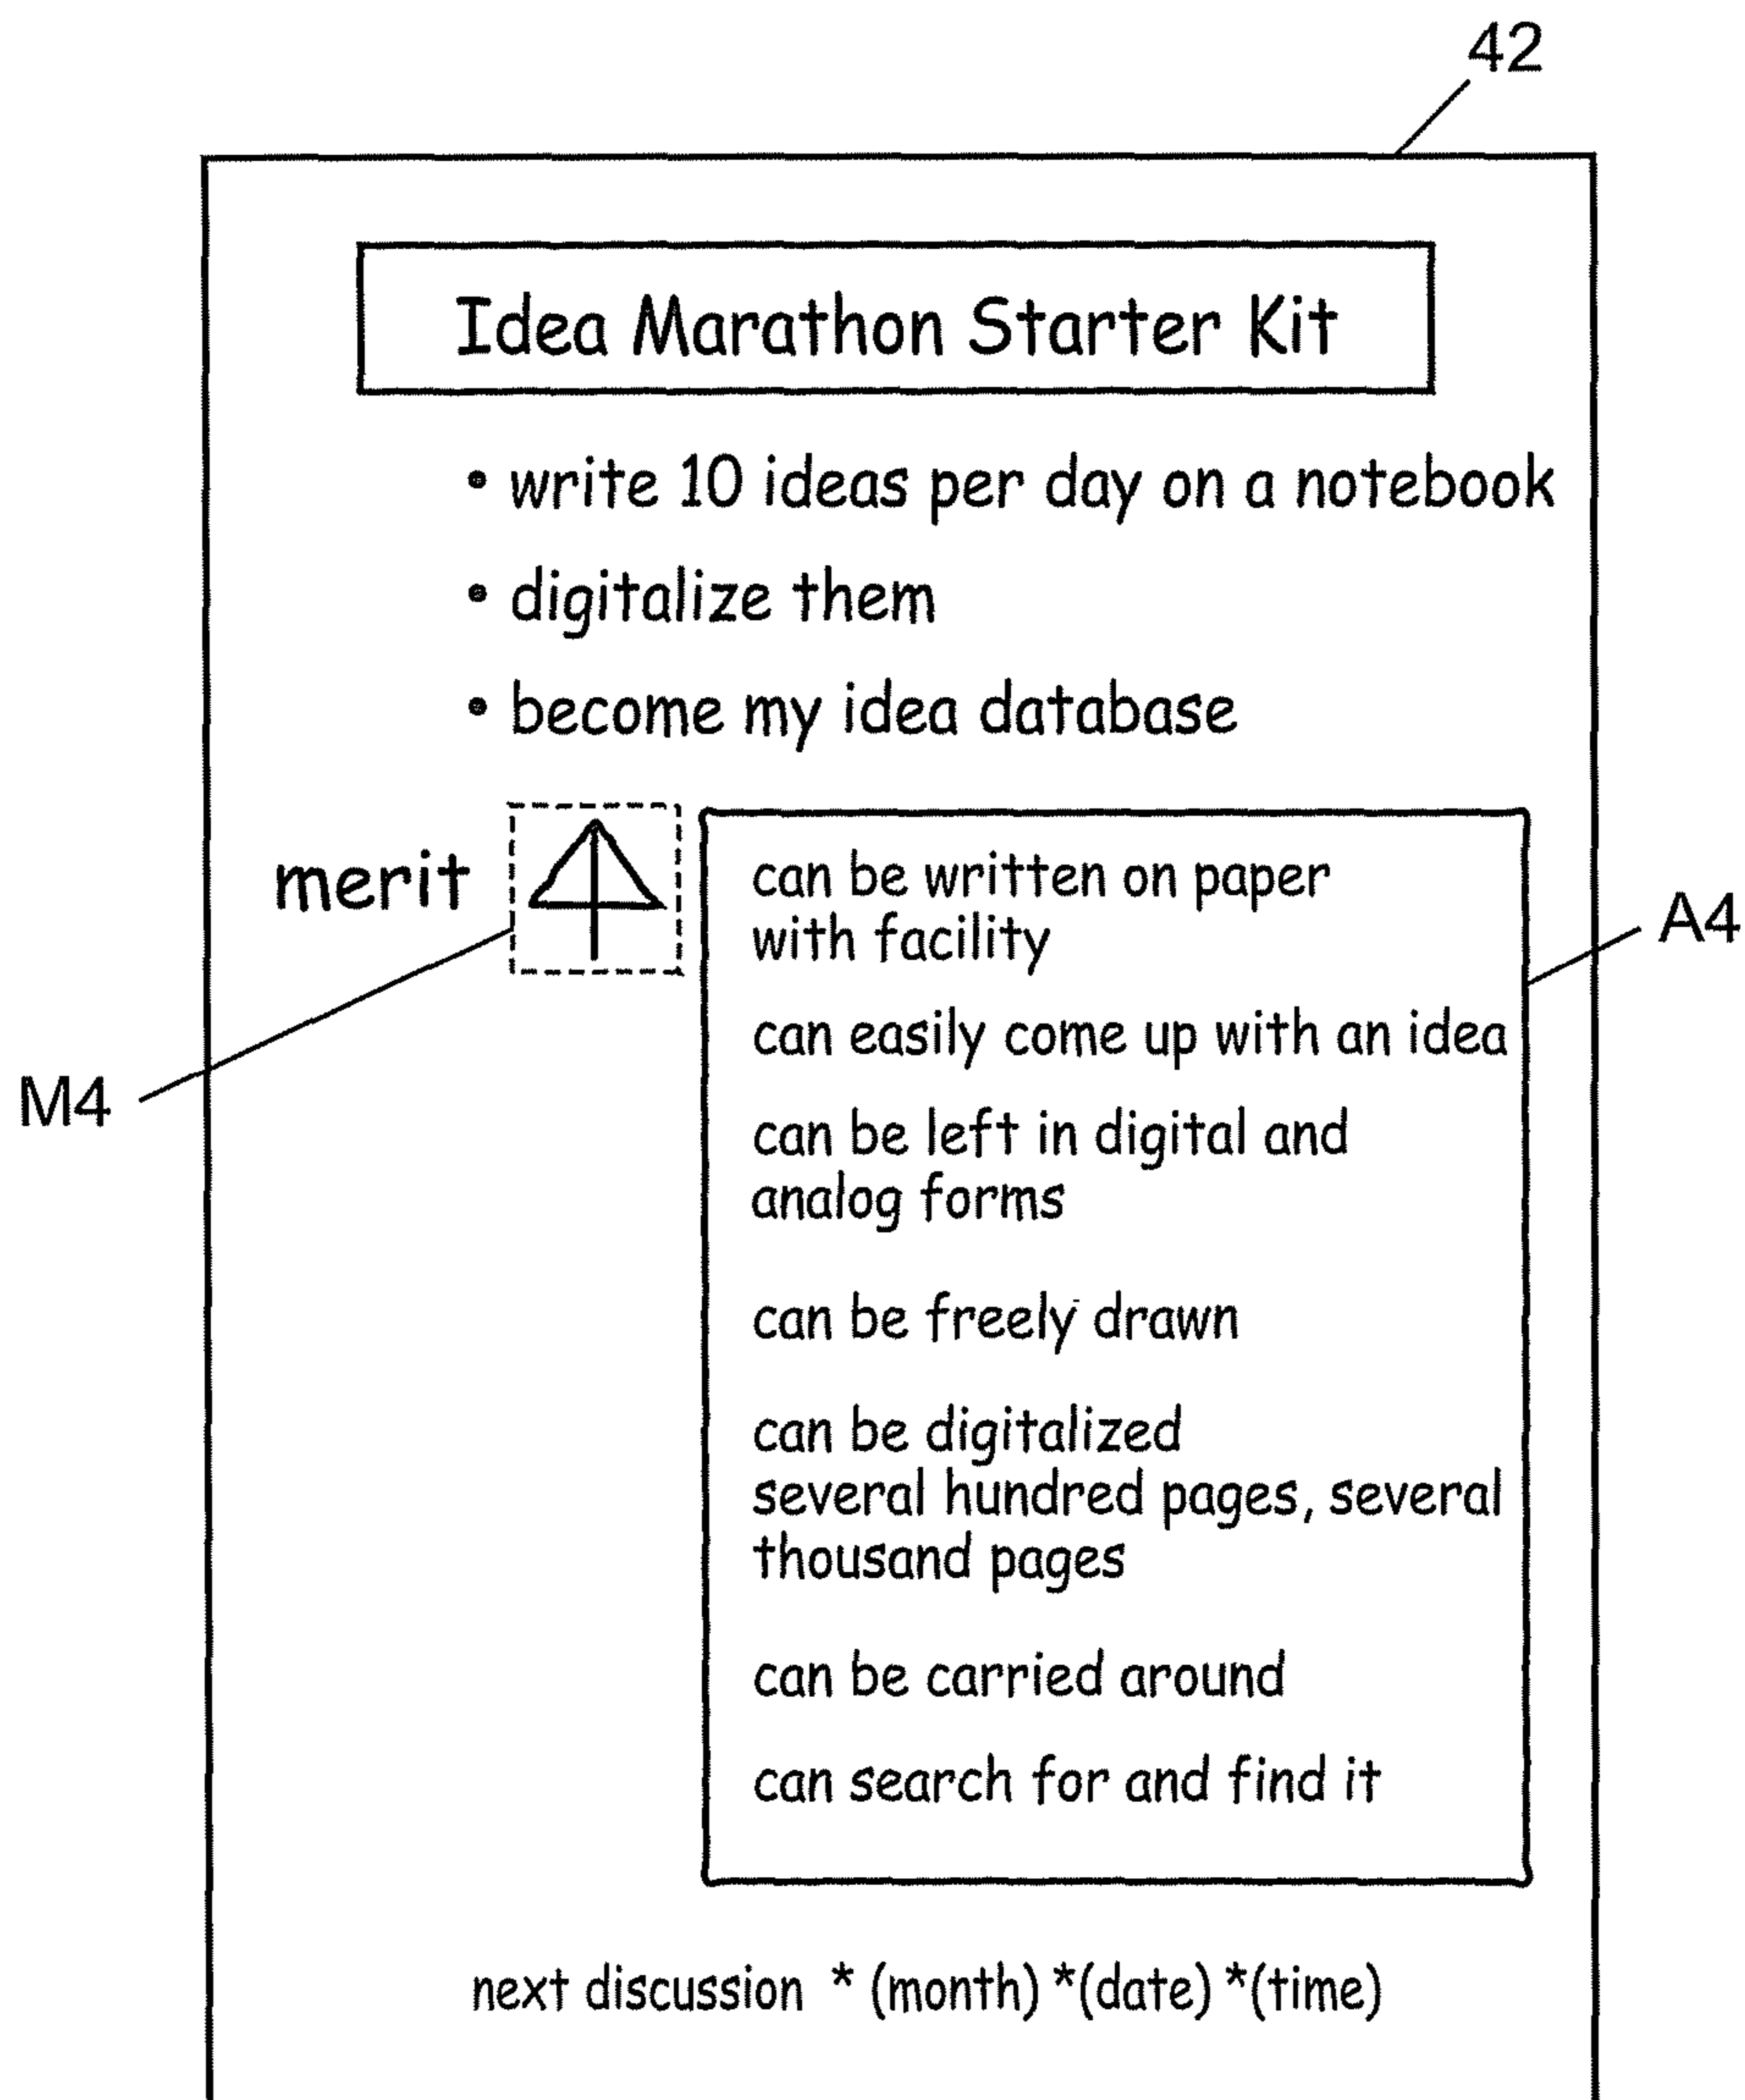 42
Idea Marathon Starter Kit
• write 10 ideas per day on a notebook
• digitalize them
• become my idea database
merit
can be written on paper
with facility
A4
can easily come up with an idea
M4
can be left in digital and
analog forms
can be freely drawn
can be digitalized
several hundred pages, several
thousand pages
can be carried around
can search for and find it
next discussion * (month) *(date) *(time)